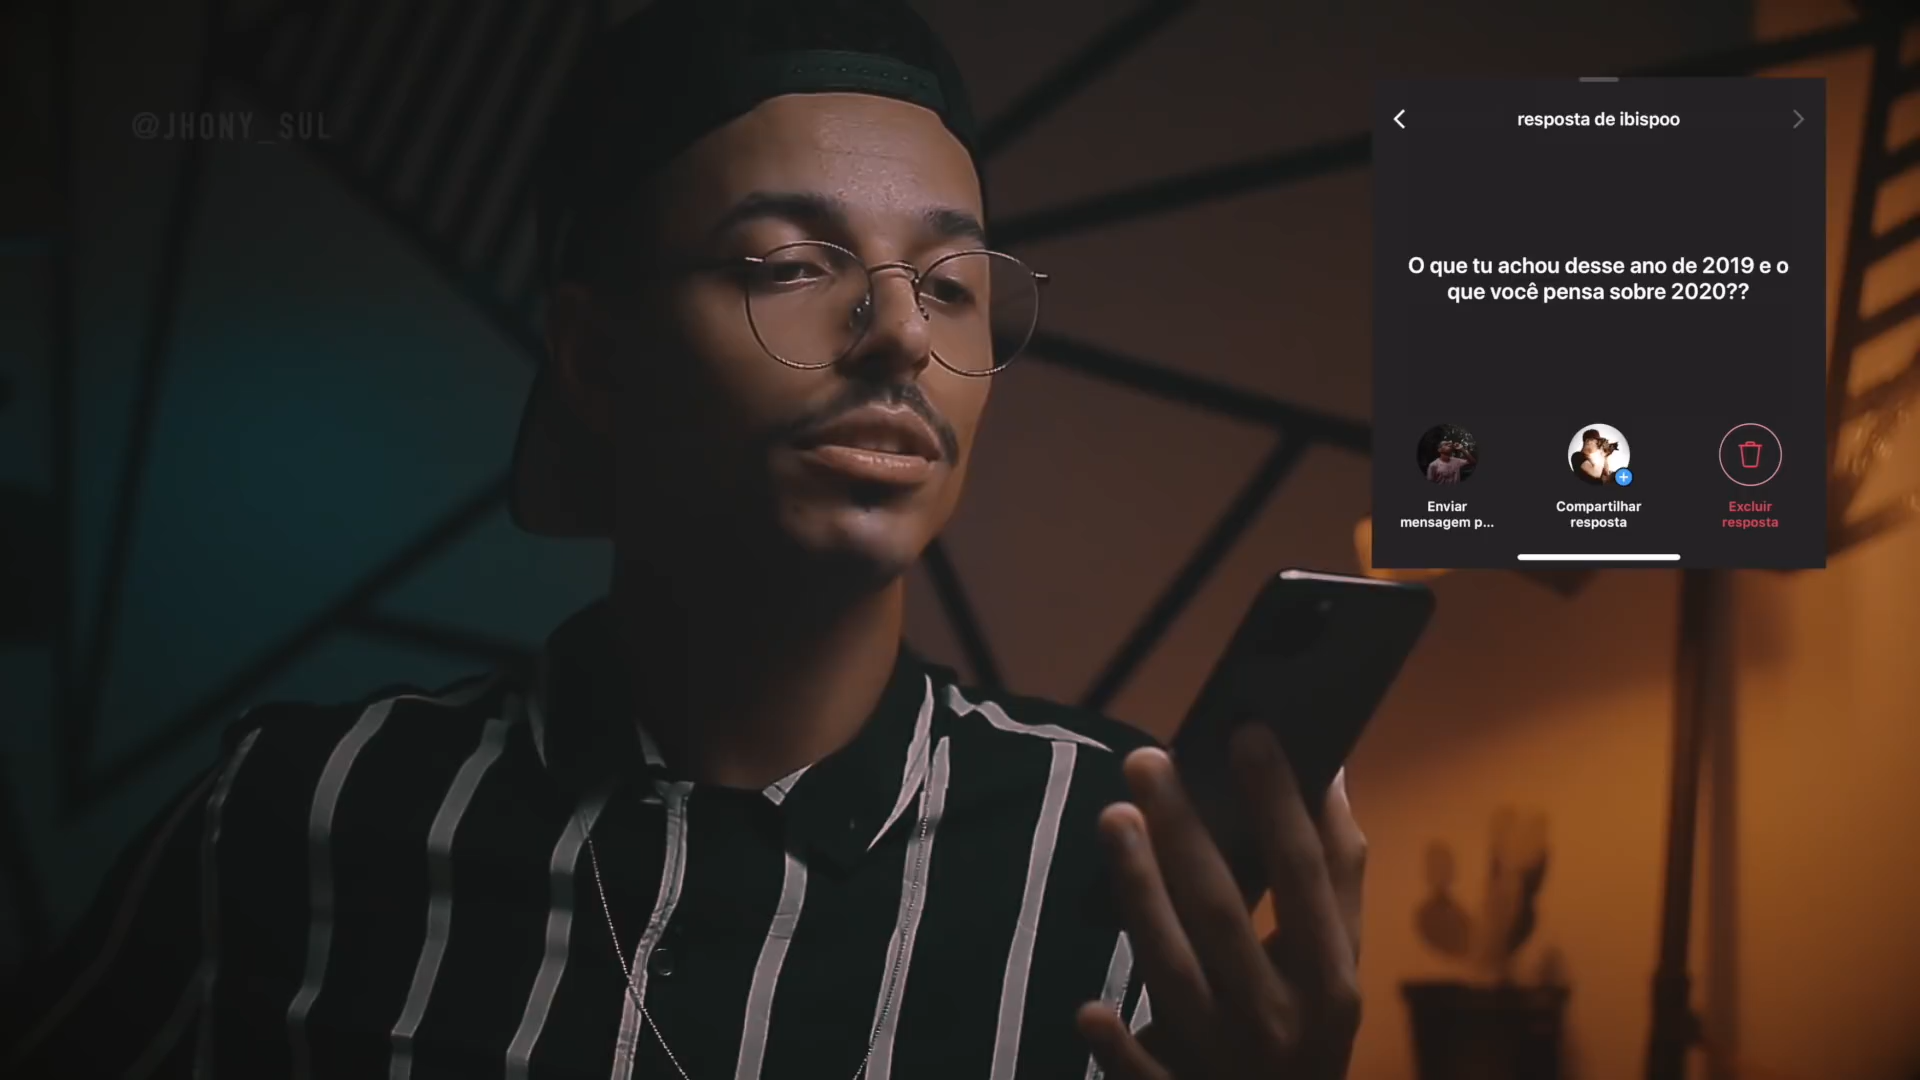 @JHONY_SUL
resposta de ibispoo
O que tu achou desse ano de 2019 e o
que você pensa sobre 2020??
Enviar
mensagem p...
Compartilhar
resposta
Excluir
resposta